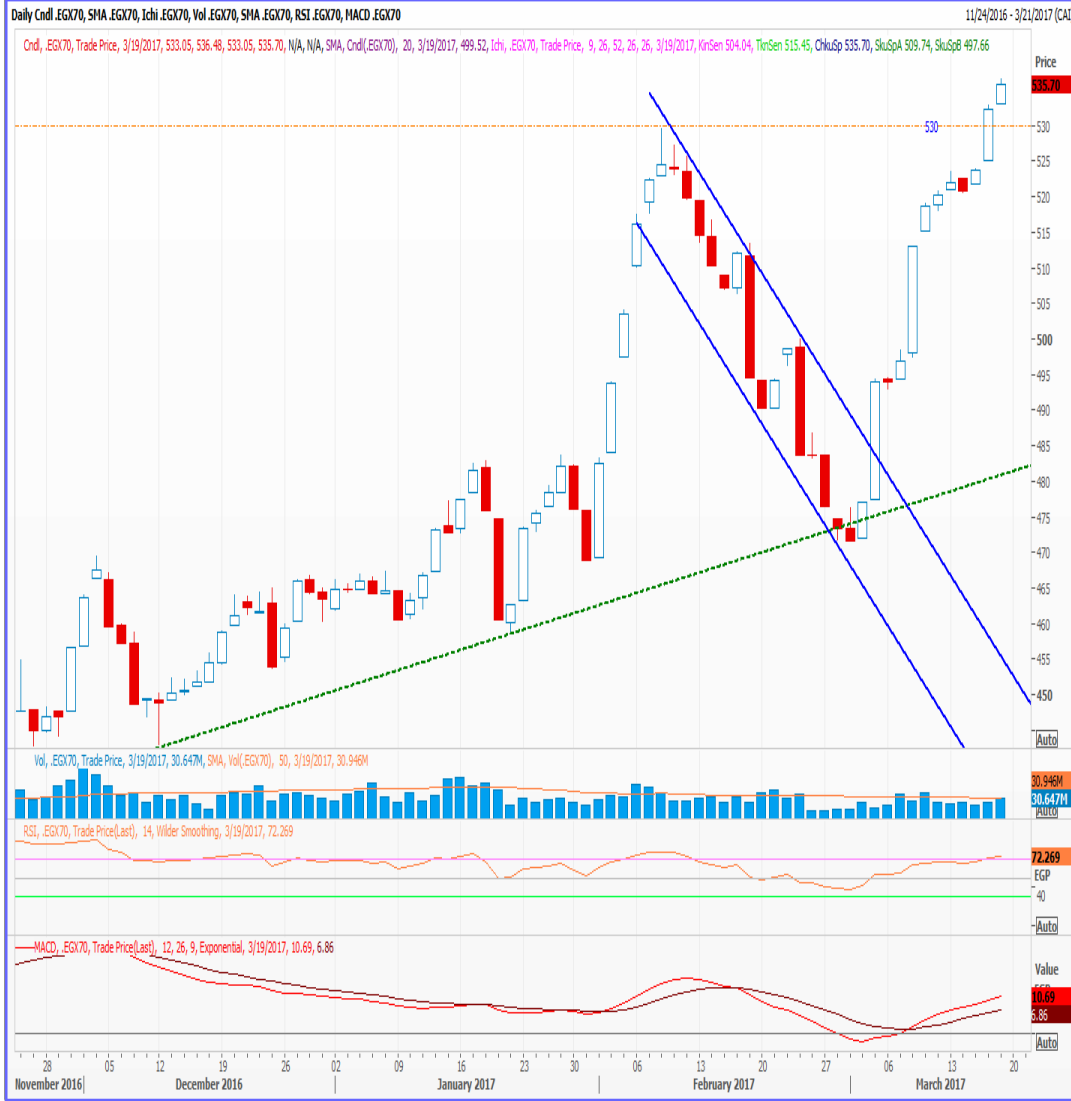 Daily Cndl .EGX70, SMA .EGX70, Ichi .EGX70, Vol .EGX70, SMA .EGX70, RSI .EGX70, MACD .EGX70
11/24/2016 - 3/21/2017 (CAI
Cndl, .EGX70, Trade Price, 3/19/2017, 533.05, 536.48, 533.05, 535.70, N/A, N/A, SMA, Cndl(.EGX70), 20, 3/19/2017, 499.52, Ichi, .EGX70, Trade Price, 9, 26, 52, 26, 26, 3/19/2017, KinSen 504.04, TknSen 515.45, ChkuSp 535.70, SkuSpA 509.74, SkuSpB 497.66
Price
535.70
530
530
525
520
515
510
505
500
495
490
485
480
475
470
465
460
455
450
Auto
Vol, .EGX70, Trade Price, 3/19/2017, 30.647M, SMA, Vol(.EGX70), 50, 3/19/2017, 30.946M
30.946M
30.647M
Auto
RSI, .EGX70, Trade Price(Last), 14, Wilder Smoothing, 3/19/2017, 72.269
72.269
EGP
40
Auto
MACD, .EGX70, Trade Price(Last), 12, 26, 9, Exponential, 3/19/2017, 10.69, 6.86
Value
10.69
6.86
Auto
28 05 12 19 26 02 09 16 23 30 06 13 20 27 06 13 20
November 2016 December 2016 January 2017 February 2017 March 2017